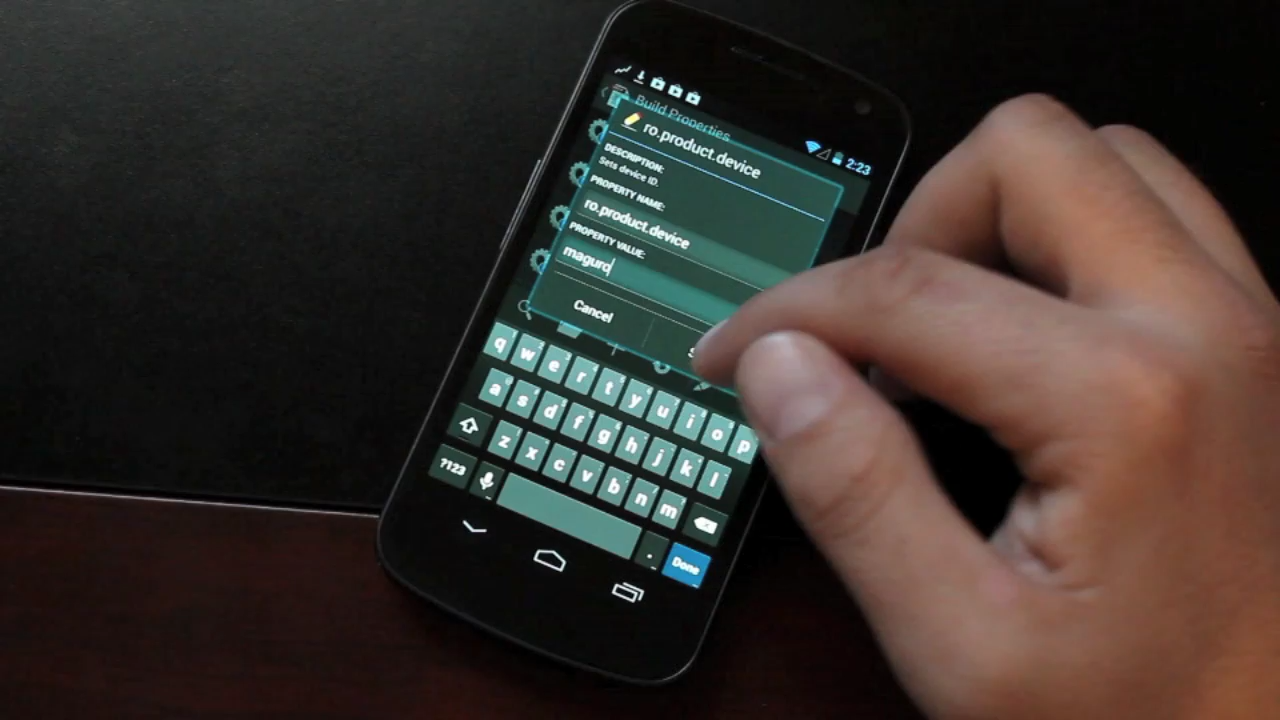 2:23
Build Properties
ro.product.device
DESCRIPTION:
Sets device ID.
PROPERTY NAME:
ro.product.device
PROPERTY VALUE:
maguro
Cancel
q w e r t y u i o p
a s d f g h j k l
z x c v b n m
?123 . Done